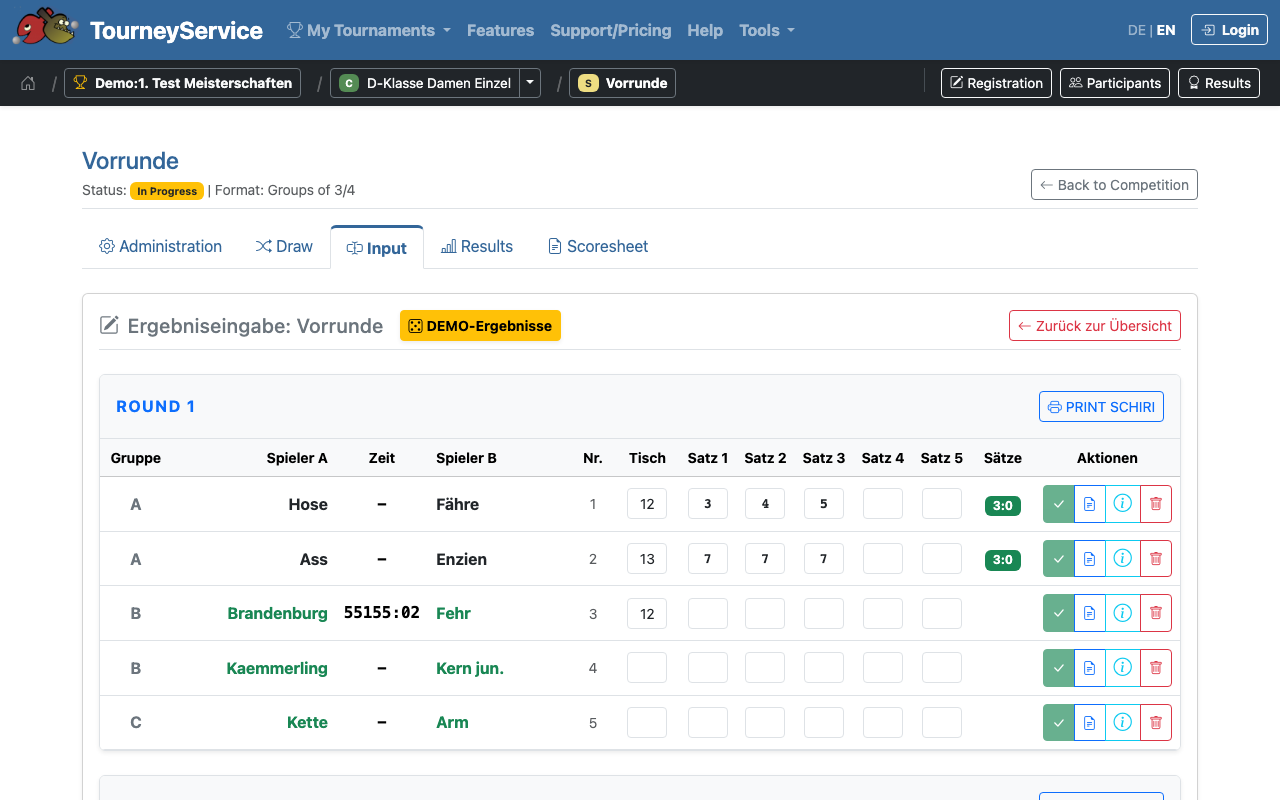 TourneyService My Tournaments Features Support/Pricing Help Tools DE | EN Login
/ Demo:1. Test Meisterschaften / C D-Klasse Damen Einzel / S Vorrunde Registration Participants Results
Vorrunde
Status: In Progress | Format: Groups of 3/4
← Back to Competition
Administration Draw Input Results Scoresheet
Ergebniseingabe: Vorrunde DEMO-Ergebnisse ← Zurück zur Übersicht
ROUND 1 PRINT SCHIRI
Gruppe Spieler A Zeit Spieler B Nr. Tisch Satz 1 Satz 2 Satz 3 Satz 4 Satz 5 Sätze Aktionen
A Hose – Fähre 1 12 3 4 5 3:0
A Ass – Enzien 2 13 7 7 7 3:0
B Brandenburg 55155:02 Fehr 3 12
B Kaemmerling – Kern jun. 4
C Kette – Arm 5